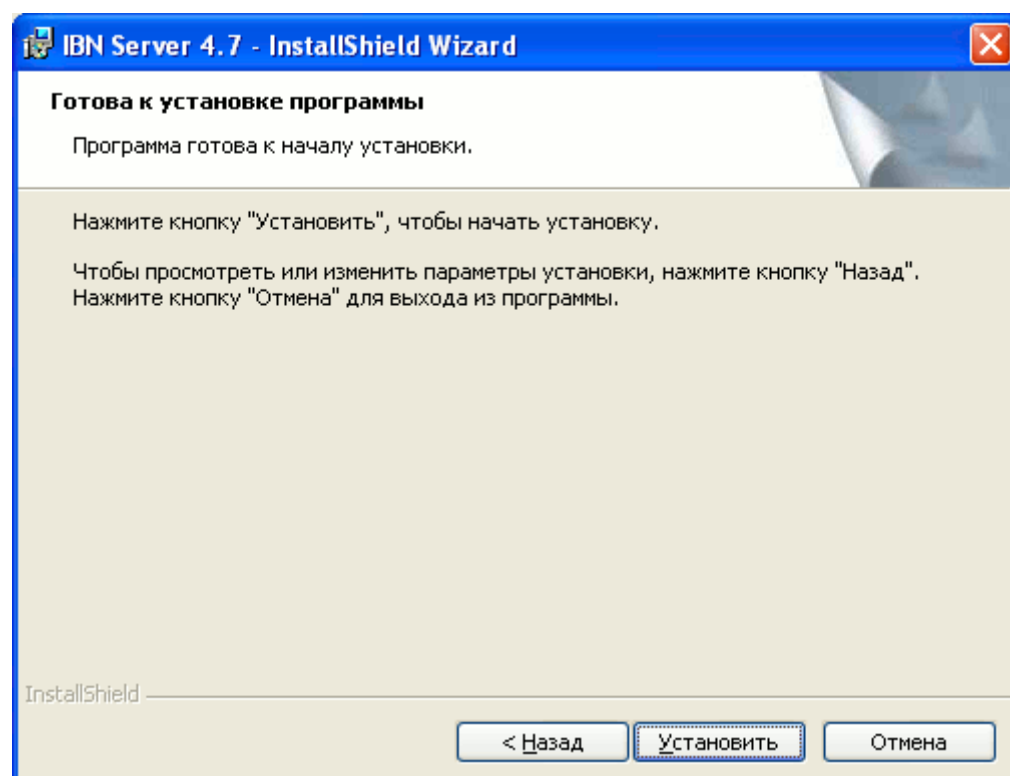 IBN Server 4.7 - InstallShield Wizard
Готова к установке программы
Программа готова к началу установки.
Нажмите кнопку "Установить", чтобы начать установку.
Чтобы просмотреть или изменить параметры установки, нажмите кнопку "Назад".
Нажмите кнопку "Отмена" для выхода из программы.
InstallShield
< Назад Установить Отмена